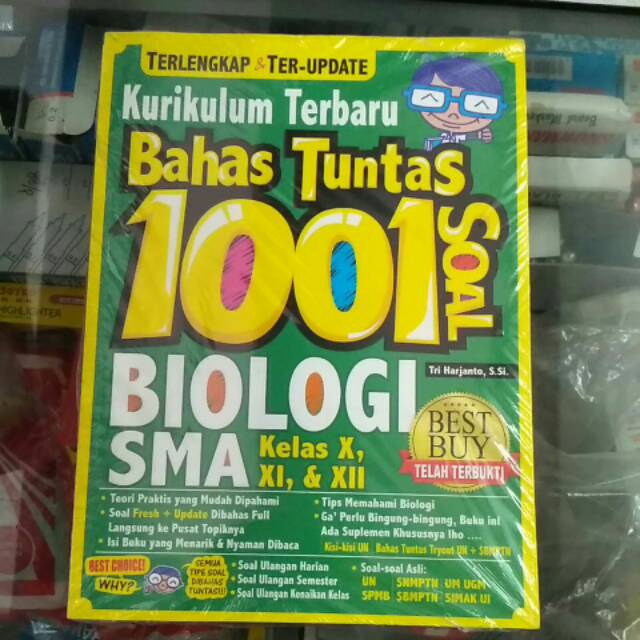 TERLENGKAP & TER-UPDATE
Kurikulum Terbaru
Bahas Tuntas
1001
SOAL
BIOLOGI
Tri Harjanto, S.Si.
SMA
Kelas X,
XI, & XII
BEST
BUY
TELAH TERBUKTI
• Teori Praktis yang Mudah Dipahami
• Soal Fresh + Update Dibahas Full
Langsung ke Pusat Topiknya
• Isi Buku yang Menarik & Nyaman Dibaca
• Tips Memahami Biologi
• Ga' Perlu Bingung-bingung, Buku ini
Ada Suplemen Khususnya lho ....
Kisi-kisi UN Bahas Tuntas Tryout UN + SBMPTN
BEST CHOICE!
WHY?
SEMUA
TIPE SOAL
DIBAHAS
TUNTAS!!!
• Soal Ulangan Harian
• Soal Ulangan Semester
• Soal Ulangan Kenaikan Kelas
• Soal-soal Asli:
UN SNMPTN UM UGM
SPMB SBMPTN SIMAK UI
HIGHLIGHTER